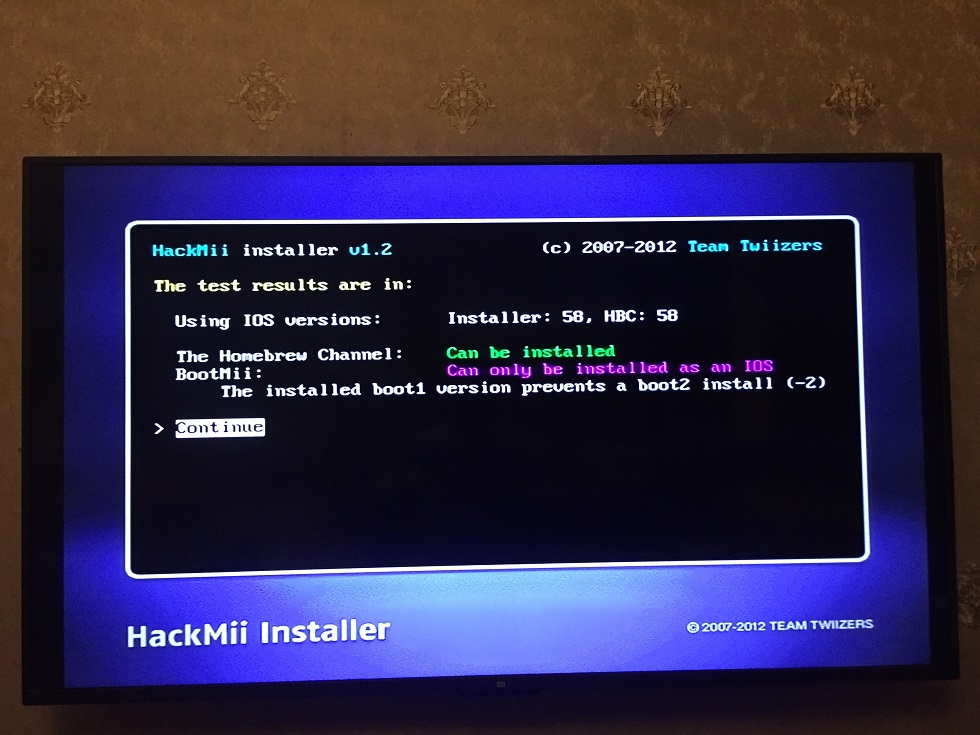 HackMii installer v1.2 (c) 2007-2012 Team Twiizers
The test results are in:
Using IOS versions: Installer: 58, HBC: 58
The Homebrew Channel: Can be installed
BootMii: Can only be installed as an IOS
The installed boot1 version prevents a boot2 install (-2)
> Continue
HackMii Installer © 2007-2012 TEAM TWIIZERS